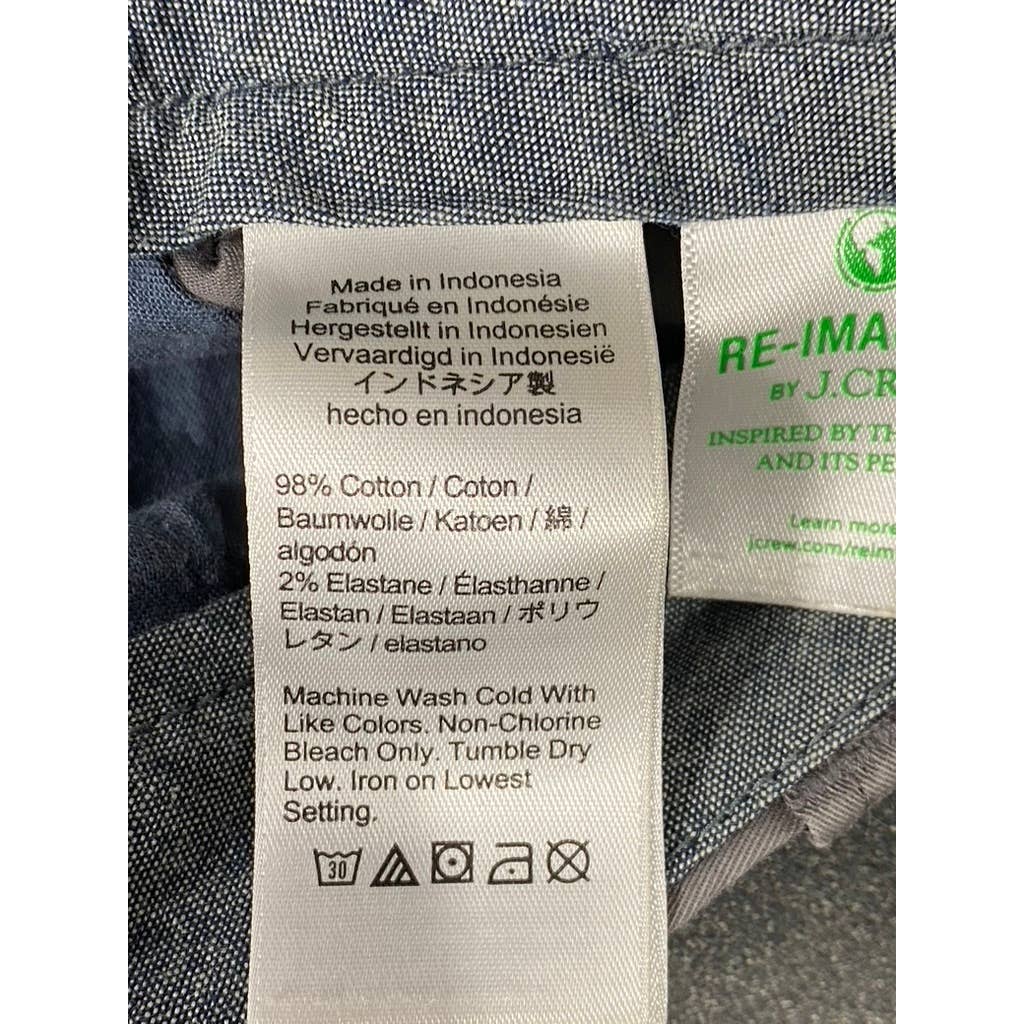 Made in Indonesia
Fabriqué en Indonésie
Hergestellt in Indonesien
Vervaardigd in Indonesië
インドネシア製
hecho en indonesia
98% Cotton / Coton /
Baumwolle / Katoen / 綿 /
algodón
2% Elastane / Élasthanne /
Elastan / Elastaan / ポリウ
レタン / elastano
Machine Wash Cold With
Like Colors. Non-Chlorine
Bleach Only. Tumble Dry
Low. Iron on Lowest
Setting.
30
RE-IMA
BY J.CR
INSPIRED BY TH
AND ITS PE
Learn more
jcrew.com/reim